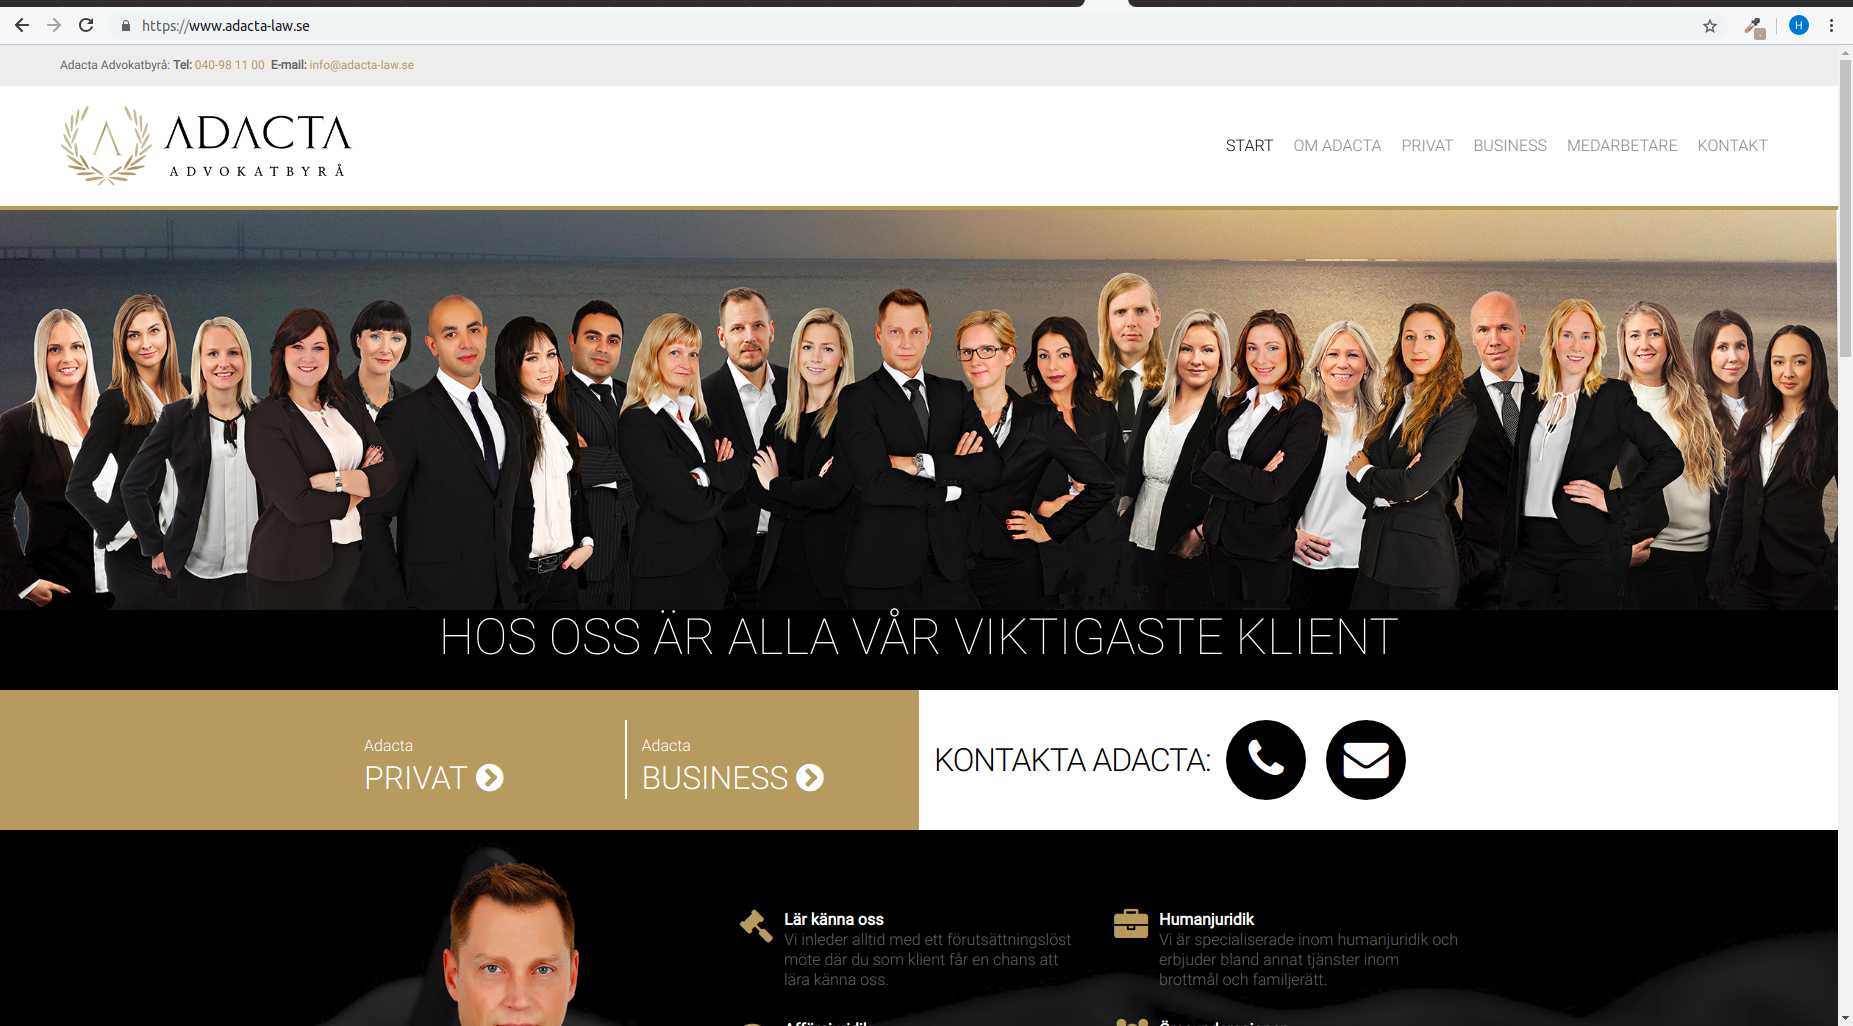 https://www.adacta-law.se
H
Adacta Advokatbyrå: Tel: 040-98 11 00 E-mail: info@adacta-law.se
A
ADACTA
ADVOKATBYRÅ
START OM ADACTA PRIVAT BUSINESS MEDARBETARE KONTAKT
HOS OSS ÄR ALLA VÅR VIKTIGASTE KLIENT
Adacta
PRIVAT
Adacta
BUSINESS
KONTAKTA ADACTA:
Lär känna oss
Vi inleder alltid med ett förutsättningslöst
möte där du som klient får en chans att
lära känna oss.
Humanjuridik
Vi är specialiserade inom humanjuridik och
erbjuder bland annat tjänster inom
brottmål och familjerätt.